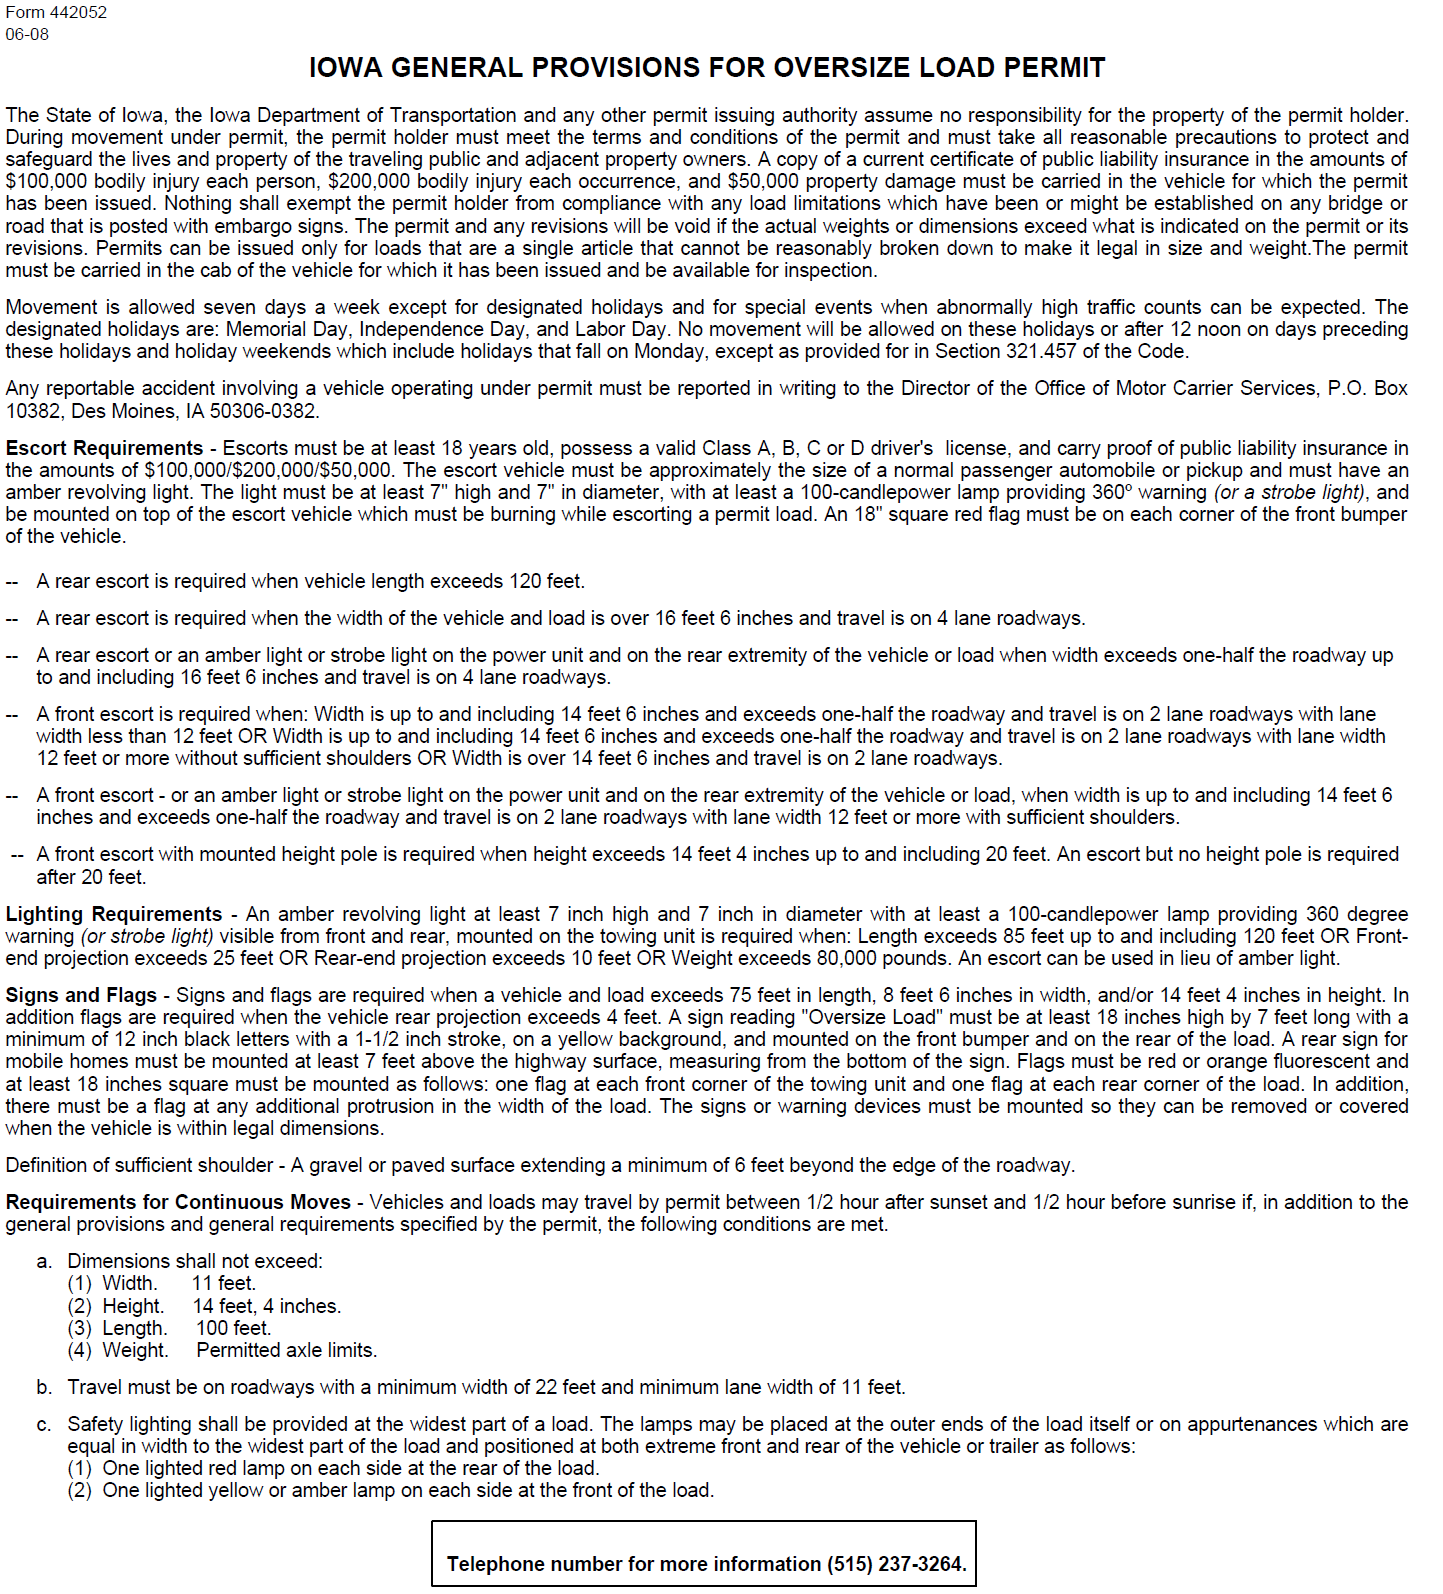 Form 442052
06-08
IOWA GENERAL PROVISIONS FOR OVERSIZE LOAD PERMIT
The State of Iowa, the Iowa Department of Transportation and any other permit issuing authority assume no responsibility for the property of the permit holder.
During movement under permit, the permit holder must meet the terms and conditions of the permit and must take all reasonable precautions to protect and
safeguard the lives and property of the traveling public and adjacent property owners. A copy of a current certificate of public liability insurance in the amounts of
$100,000 bodily injury each person, $200,000 bodily injury each occurrence, and $50,000 property damage must be carried in the vehicle for which the permit
has been issued. Nothing shall exempt the permit holder from compliance with any load limitations which have been or might be established on any bridge or
road that is posted with embargo signs. The permit and any revisions will be void if the actual weights or dimensions exceed what is indicated on the permit or its
revisions. Permits can be issued only for loads that are a single article that cannot be reasonably broken down to make it legal in size and weight.The permit
must be carried in the cab of the vehicle for which it has been issued and be available for inspection.
Movement is allowed seven days a week except for designated holidays and for special events when abnormally high traffic counts can be expected. The
designated holidays are: Memorial Day, Independence Day, and Labor Day. No movement will be allowed on these holidays or after 12 noon on days preceding
these holidays and holiday weekends which include holidays that fall on Monday, except as provided for in Section 321.457 of the Code.
Any reportable accident involving a vehicle operating under permit must be reported in writing to the Director of the Office of Motor Carrier Services, P.O. Box
10382, Des Moines, IA 50306-0382.
Escort Requirements - Escorts must be at least 18 years old, possess a valid Class A, B, C or D driver's license, and carry proof of public liability insurance in
the amounts of $100,000/$200,000/$50,000. The escort vehicle must be approximately the size of a normal passenger automobile or pickup and must have an
amber revolving light. The light must be at least 7" high and 7" in diameter, with at least a 100-candlepower lamp providing 360º warning (or a strobe light), and
be mounted on top of the escort vehicle which must be burning while escorting a permit load. An 18" square red flag must be on each corner of the front bumper
of the vehicle.
-- A rear escort is required when vehicle length exceeds 120 feet.
-- A rear escort is required when the width of the vehicle and load is over 16 feet 6 inches and travel is on 4 lane roadways.
-- A rear escort or an amber light or strobe light on the power unit and on the rear extremity of the vehicle or load when width exceeds one-half the roadway up
to and including 16 feet 6 inches and travel is on 4 lane roadways.
-- A front escort is required when: Width is up to and including 14 feet 6 inches and exceeds one-half the roadway and travel is on 2 lane roadways with lane
width less than 12 feet OR Width is up to and including 14 feet 6 inches and exceeds one-half the roadway and travel is on 2 lane roadways with lane width
12 feet or more without sufficient shoulders OR Width is over 14 feet 6 inches and travel is on 2 lane roadways.
-- A front escort - or an amber light or strobe light on the power unit and on the rear extremity of the vehicle or load, when width is up to and including 14 feet 6
inches and exceeds one-half the roadway and travel is on 2 lane roadways with lane width 12 feet or more with sufficient shoulders.
-- A front escort with mounted height pole is required when height exceeds 14 feet 4 inches up to and including 20 feet. An escort but no height pole is required
after 20 feet.
Lighting Requirements - An amber revolving light at least 7 inch high and 7 inch in diameter with at least a 100-candlepower lamp providing 360 degree
warning (or strobe light) visible from front and rear, mounted on the towing unit is required when: Length exceeds 85 feet up to and including 120 feet OR Front-
end projection exceeds 25 feet OR Rear-end projection exceeds 10 feet OR Weight exceeds 80,000 pounds. An escort can be used in lieu of amber light.
Signs and Flags - Signs and flags are required when a vehicle and load exceeds 75 feet in length, 8 feet 6 inches in width, and/or 14 feet 4 inches in height. In
addition flags are required when the vehicle rear projection exceeds 4 feet. A sign reading "Oversize Load" must be at least 18 inches high by 7 feet long with a
minimum of 12 inch black letters with a 1-1/2 inch stroke, on a yellow background, and mounted on the front bumper and on the rear of the load. A rear sign for
mobile homes must be mounted at least 7 feet above the highway surface, measuring from the bottom of the sign. Flags must be red or orange fluorescent and
at least 18 inches square must be mounted as follows: one flag at each front corner of the towing unit and one flag at each rear corner of the load. In addition,
there must be a flag at any additional protrusion in the width of the load. The signs or warning devices must be mounted so they can be removed or covered
when the vehicle is within legal dimensions.
Definition of sufficient shoulder - A gravel or paved surface extending a minimum of 6 feet beyond the edge of the roadway.
Requirements for Continuous Moves - Vehicles and loads may travel by permit between 1/2 hour after sunset and 1/2 hour before sunrise if, in addition to the
general provisions and general requirements specified by the permit, the following conditions are met.
a. Dimensions shall not exceed:
(1) Width. 11 feet.
(2) Height. 14 feet, 4 inches.
(3) Length. 100 feet.
(4) Weight. Permitted axle limits.
b. Travel must be on roadways with a minimum width of 22 feet and minimum lane width of 11 feet.
c. Safety lighting shall be provided at the widest part of a load. The lamps may be placed at the outer ends of the load itself or on appurtenances which are
equal in width to the widest part of the load and positioned at both extreme front and rear of the vehicle or trailer as follows:
(1) One lighted red lamp on each side at the rear of the load.
(2) One lighted yellow or amber lamp on each side at the front of the load.
Telephone number for more information (515) 237-3264.